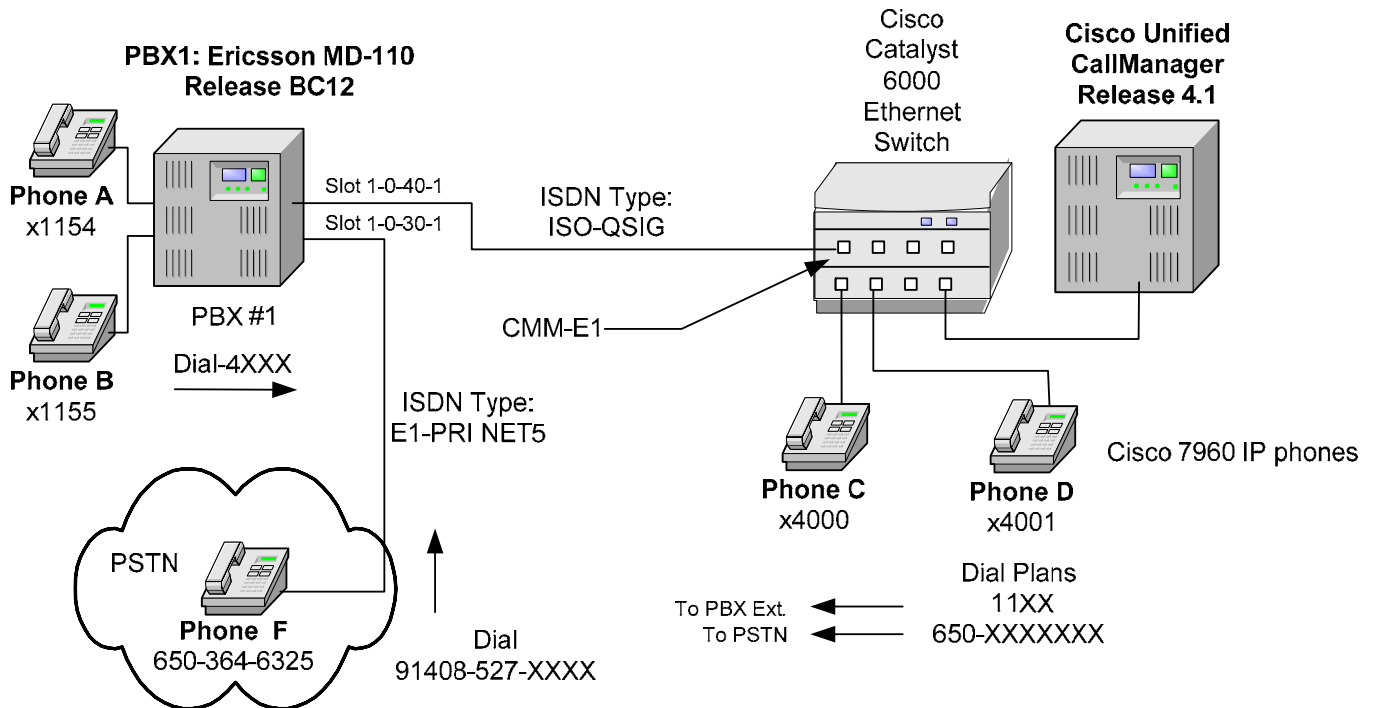 PBX1: Ericsson MD-110
Release BC12
Cisco
Catalyst
6000
Ethernet
Switch
Cisco Unified
CallManager
Release 4.1
Phone A
x1154
Slot 1-0-40-1
Slot 1-0-30-1
ISDN Type:
ISO-QSIG
PBX #1
CMM-E1
Phone B
x1155
Dial-4XXX
ISDN Type:
E1-PRI NET5
Cisco 7960 IP phones
Phone C
x4000
Phone D
x4001
PSTN
Phone F
650-364-6325
Dial
91408-527-XXXX
Dial Plans
To PBX Ext.
11XX
To PSTN
650-XXXXXXX